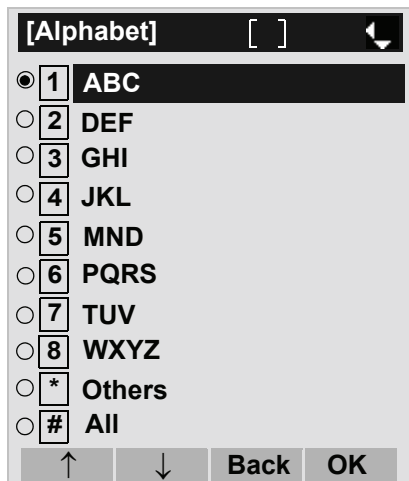 [Alphabet] [ ]
1 ABC
2 DEF
3 GHI
4 JKL
5 MND
6 PQRS
7 TUV
8 WXYZ
* Others
# All
↑ ↓ Back OK